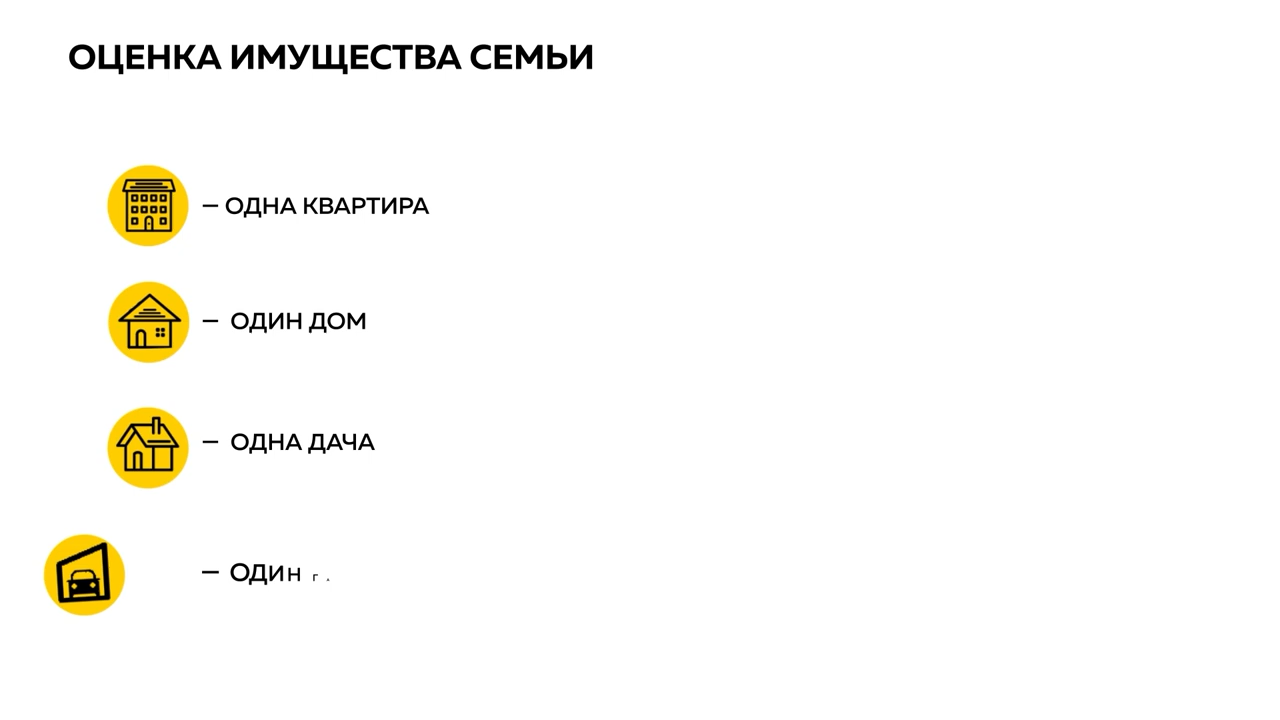 ОЦЕНКА ИМУЩЕСТВА СЕМЬИ
— ОДНА КВАРТИРА
— ОДИН ДОМ
— ОДНА ДАЧА
— ОДИН